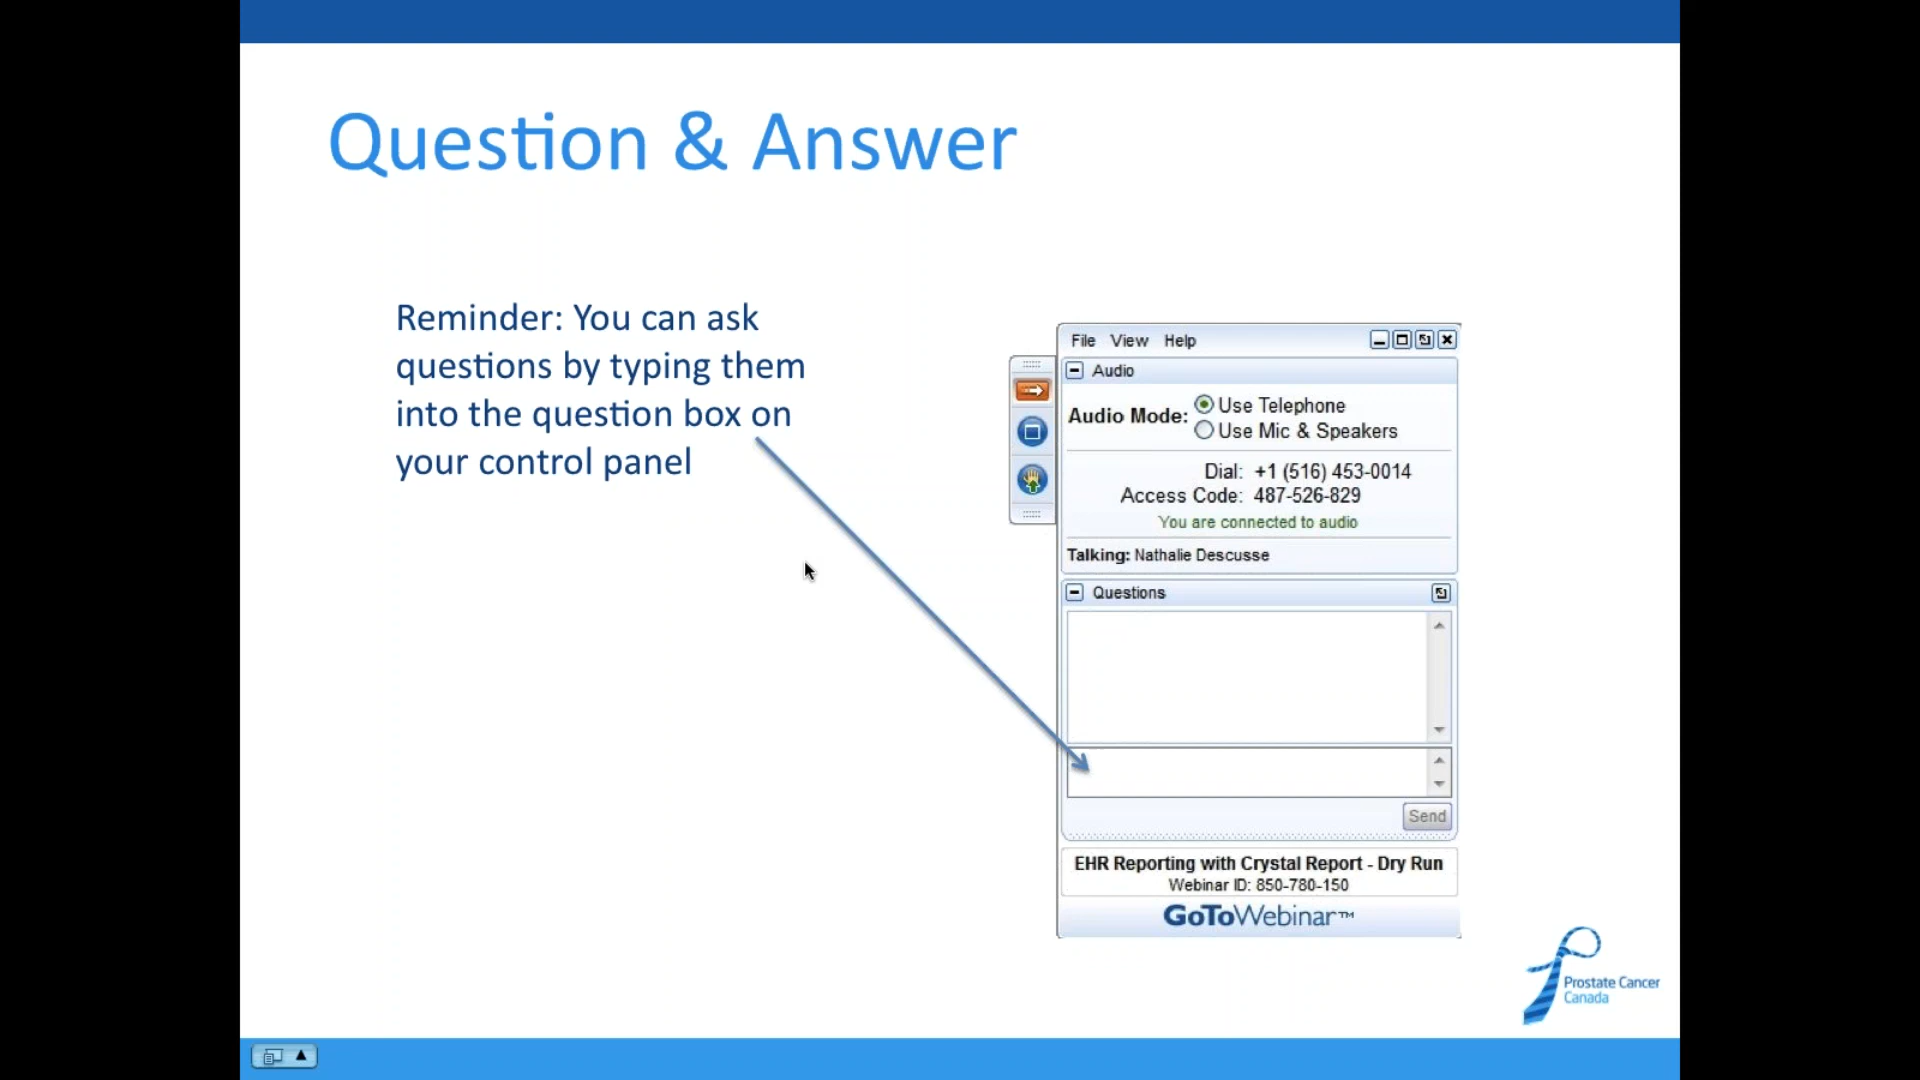 Question & Answer
Reminder: You can ask
questions by typing them
into the question box on
your control panel
File View Help
Audio
Audio Mode:
Use Telephone
Use Mic & Speakers
Dial: +1 (516) 453-0014
Access Code: 487-526-829
You are connected to audio
Talking: Nathalie Descusse
Questions
Send
EHR Reporting with Crystal Report - Dry Run
Webinar ID: 850-780-150
GoToWebinar™
Prostate Cancer
Canada